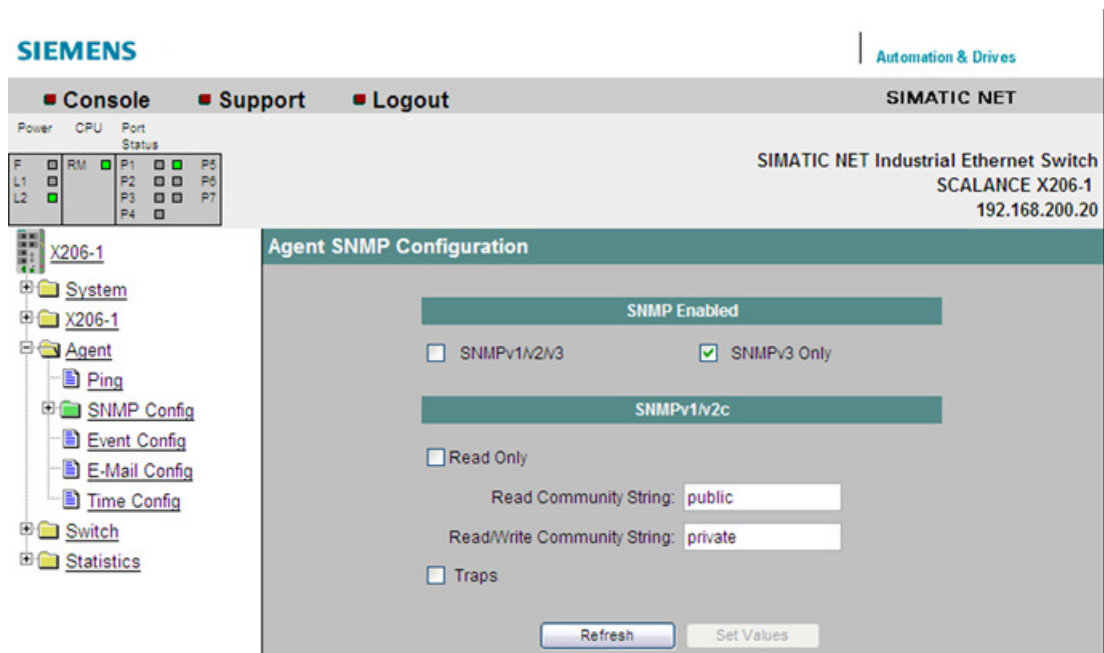 SIEMENS
Automation & Drives
Console Support Logout SIMATIC NET
Power CPU Port Status
F RM P1 P5
L1 P2 P6
L2 P3 P7
P4
SIMATIC NET Industrial Ethernet Switch
SCALANCE X206-1
192.168.200.20
X206-1
System
X206-1
Agent
Ping
SNMP Config
Event Config
E-Mail Config
Time Config
Switch
Statistics
Agent SNMP Configuration
SNMP Enabled
SNMPv1/v2/v3 SNMPv3 Only
SNMPv1/v2c
Read Only
Read Community String: public
Read/Write Community String: private
Traps
Refresh Set Values